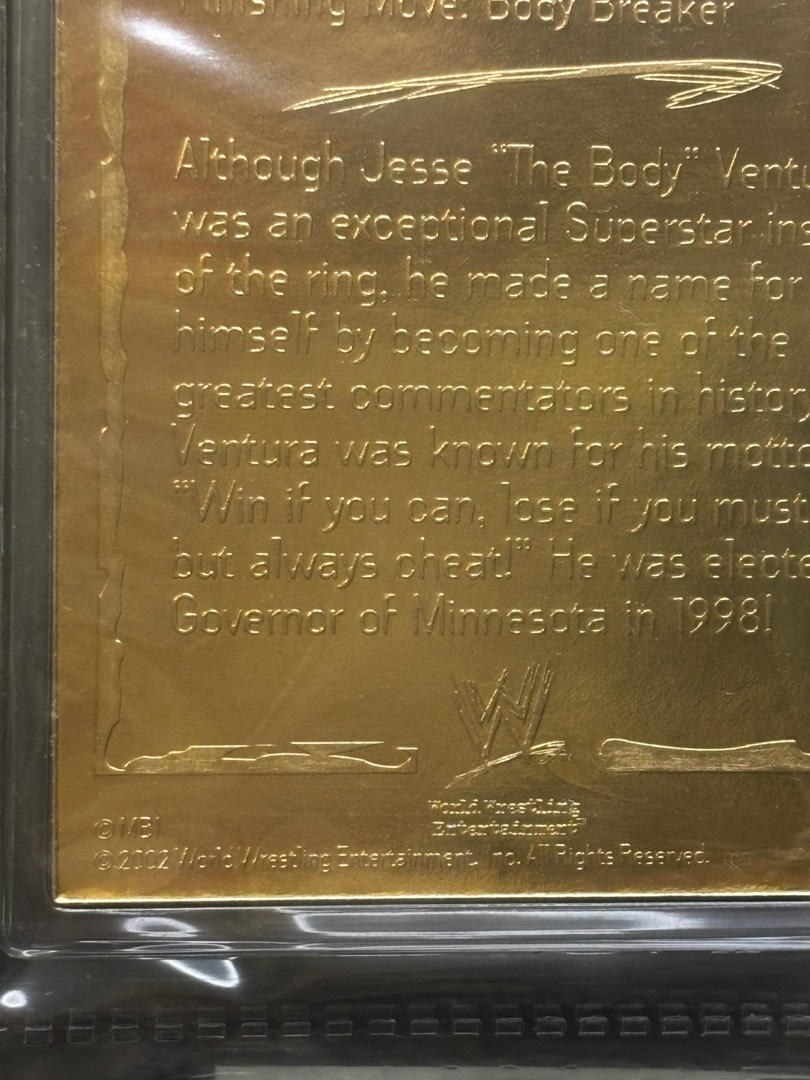 Finishing Move: Body Breaker
Although Jesse "The Body" Ventu
was an exceptional Superstar ins
of the ring, he made a name for
himself by becoming one of the
greatest commentators in history
Ventura was known for his motto
"Win if you can, lose if you must
but always cheat!" He was electe
Governor of Minnesota in 1998!
W
World Wrestling
Entertainment™
© MBI
© 2002 World Wrestling Entertainment, Inc. All Rights Reserved.